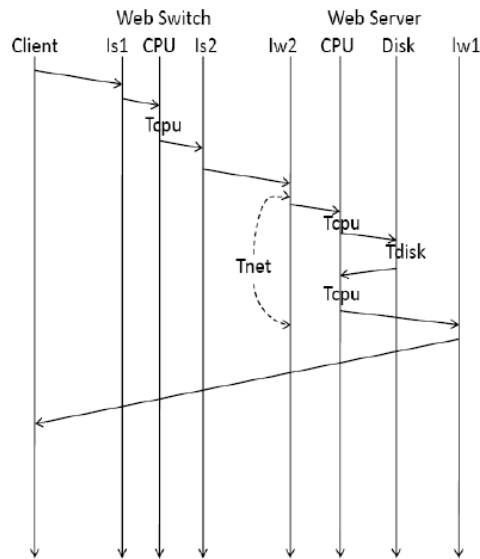 Web Switch Web Server
Client Is1 CPU Is2 Iw2 CPU Disk Iw1
Tcpu
Tcpu
Tdisk
Tnet
Tcpu